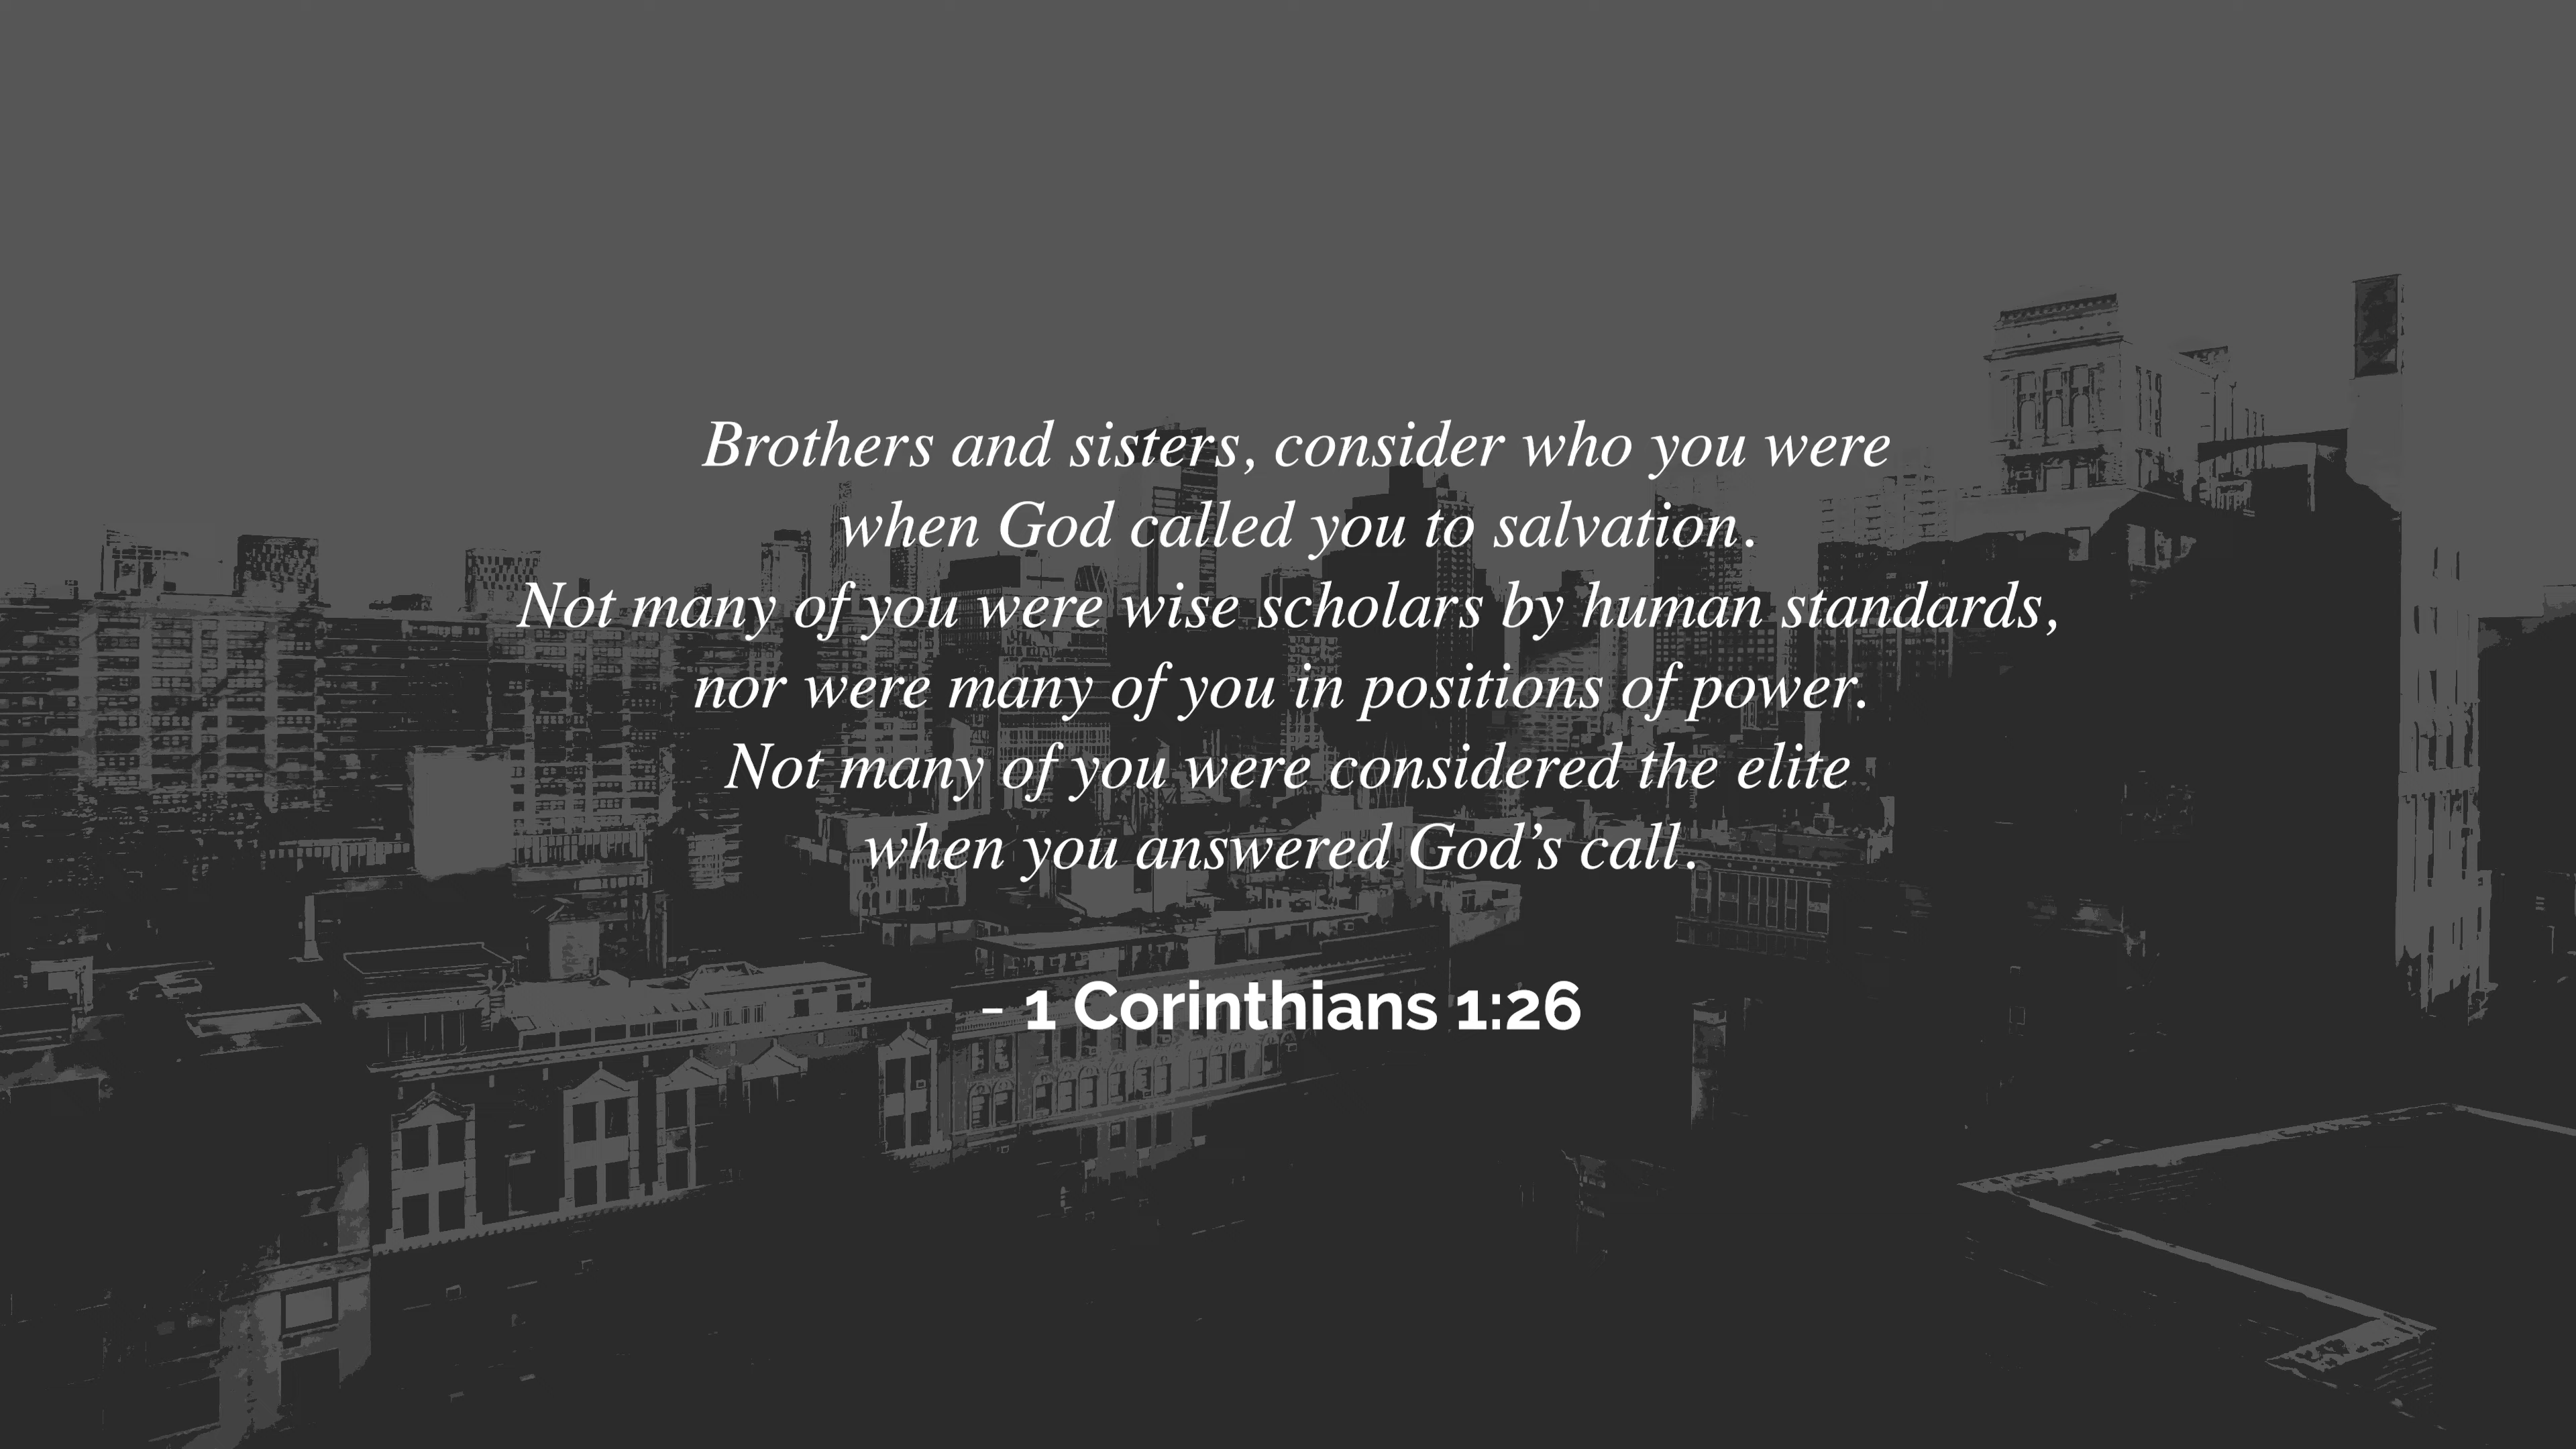 Brothers and sisters, consider who you were
when God called you to salvation.
Not many of you were wise scholars by human standards,
nor were many of you in positions of power.
Not many of you were considered the elite
when you answered God’s call.
- 1 Corinthians 1:26